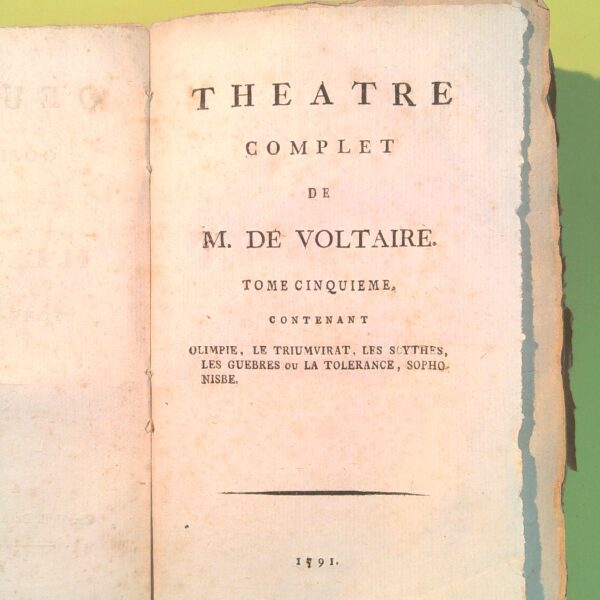 THEATRE
COMPLET
DE
M. DE VOLTAIRE.
TOME CINQUIEME,
CONTENANT
OLIMPIE, LE TRIUMVIRAT, LES SCYTHES,
LES GUEBRES OU LA TOLERANCE, SOPHO-
NISBE.
1791.